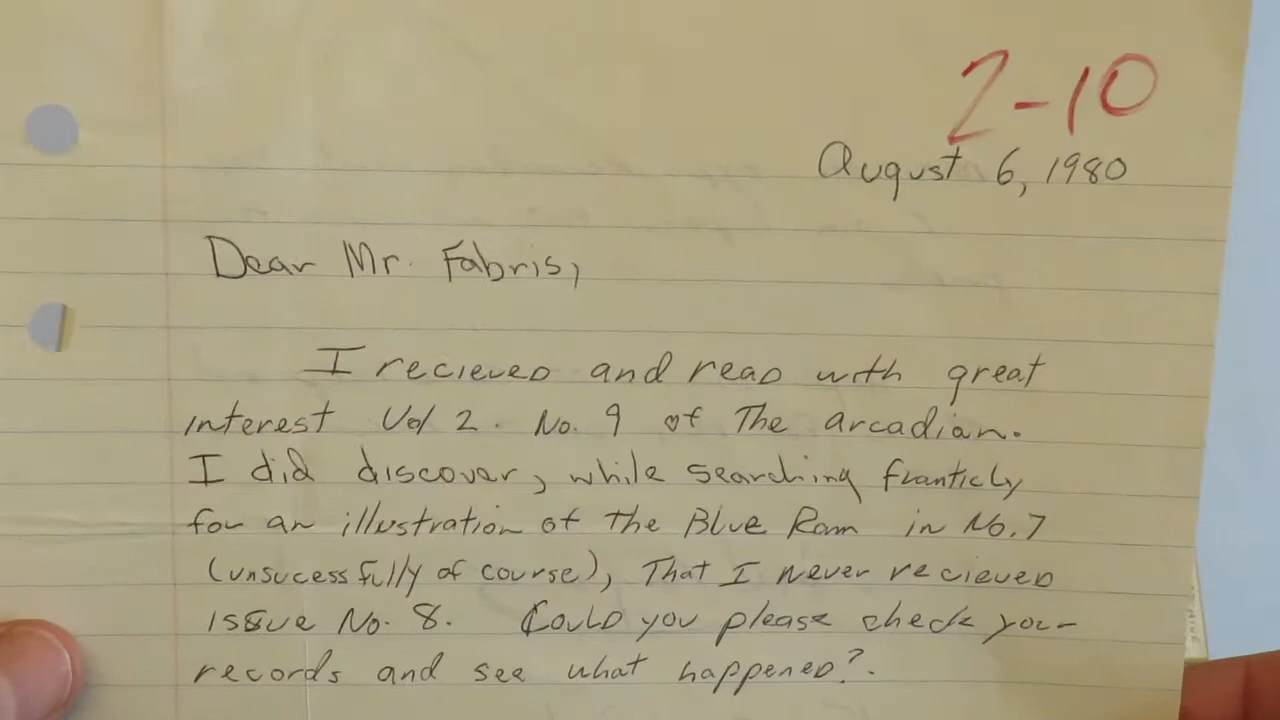 2-10
August 6, 1980
Dear Mr. Fabris,
I recieved and read with great
interest Vol 2. No. 9 of The arcadian.
I did discover, while searching franticly
for an illustration of the Blue Ram in No. 7
(unsucessfully of course), That I never recieved
issue No. 8. Could you please check your
records and see what happened?.